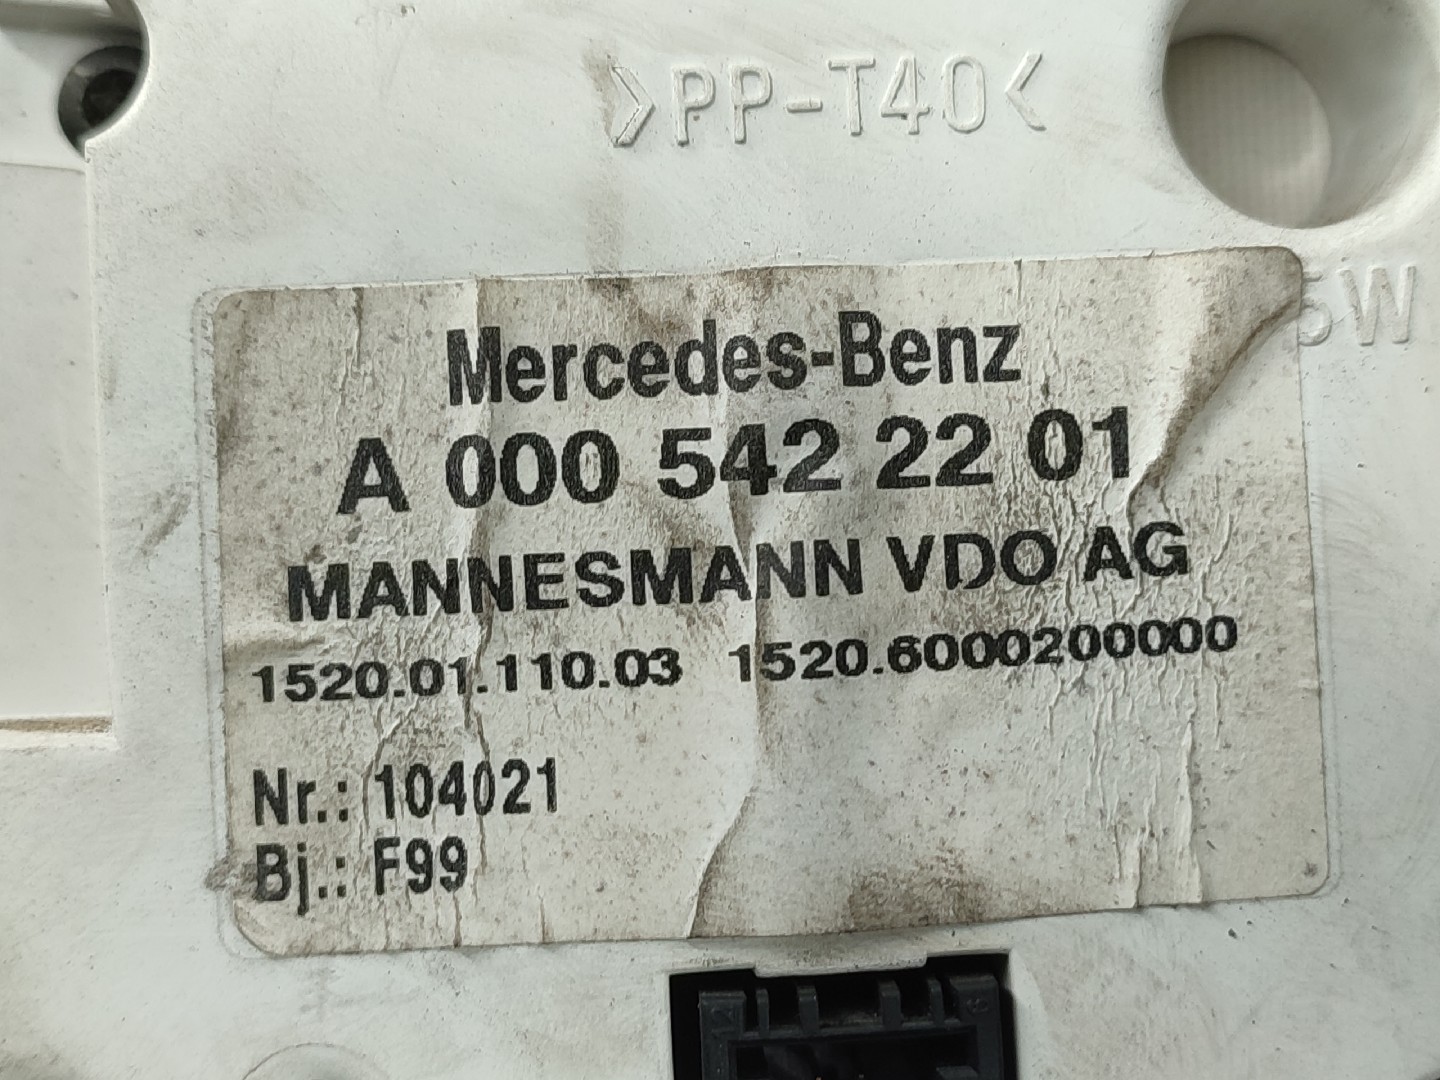 >PP-T40<
5W
Mercedes-Benz
A 000 542 22 01
MANNESMANN VDO AG
1520.01.110.03 1520.6000200000
Nr.: 104021
Bj.: F99